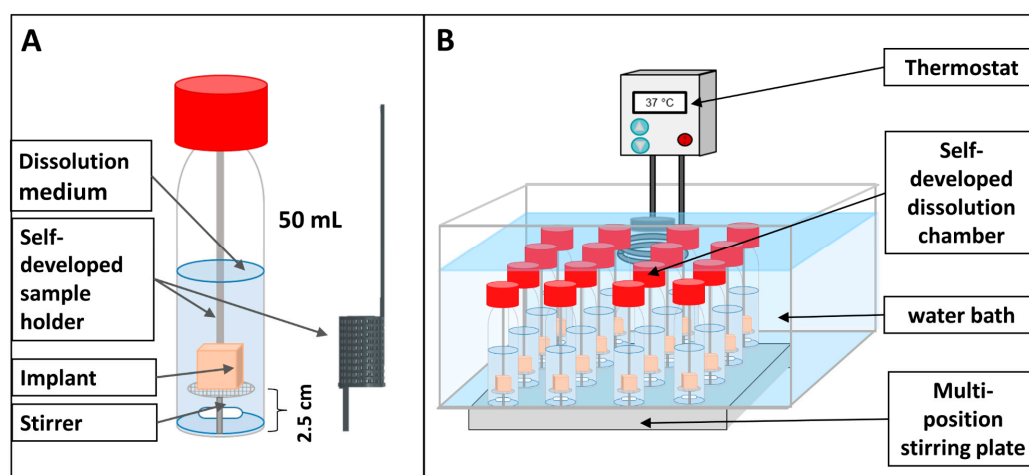 A
Dissolution
medium
Self-
developed
sample
holder
Implant
Stirrer
50 mL
2.5 cm
B
37 °C
Thermostat
Self-
developed
dissolution
chamber
water bath
Multi-
position
stirring plate